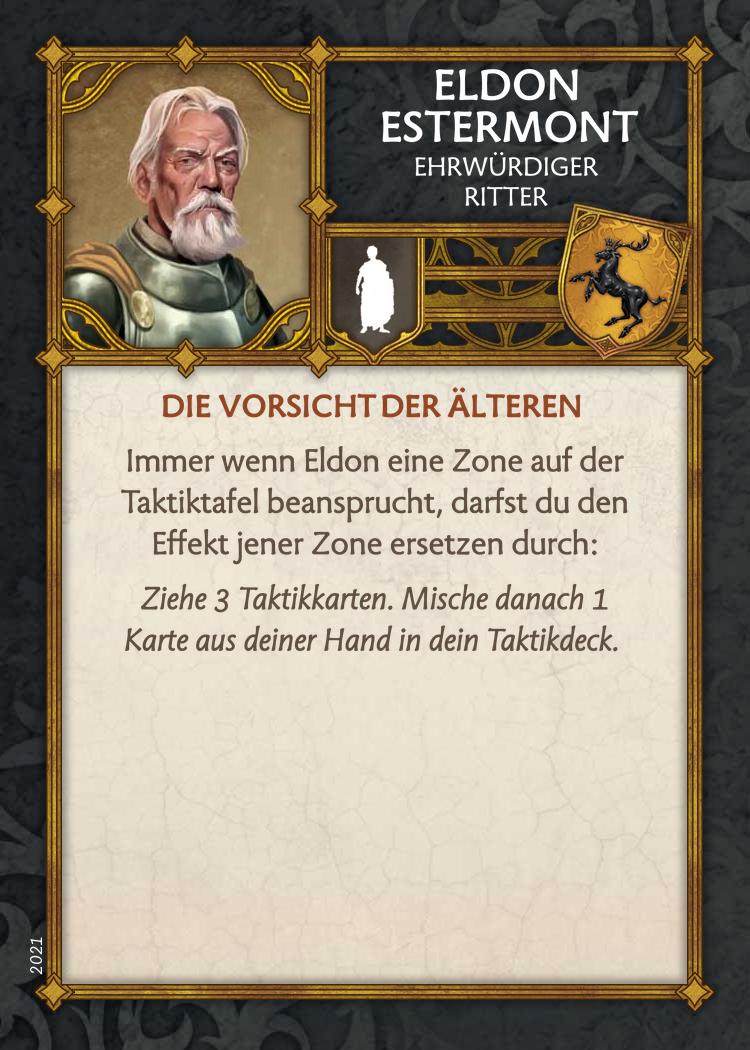 ELDON
ESTERMONT
EHRWÜRDIGER
RITTER
DIE VORSICHT DER ÄLTEREN
Immer wenn Eldon eine Zone auf der
Taktiktafel beansprucht, darfst du den
Effekt jener Zone ersetzen durch:
Ziehe 3 Taktikkarten. Mische danach 1
Karte aus deiner Hand in dein Taktikdeck.
2021